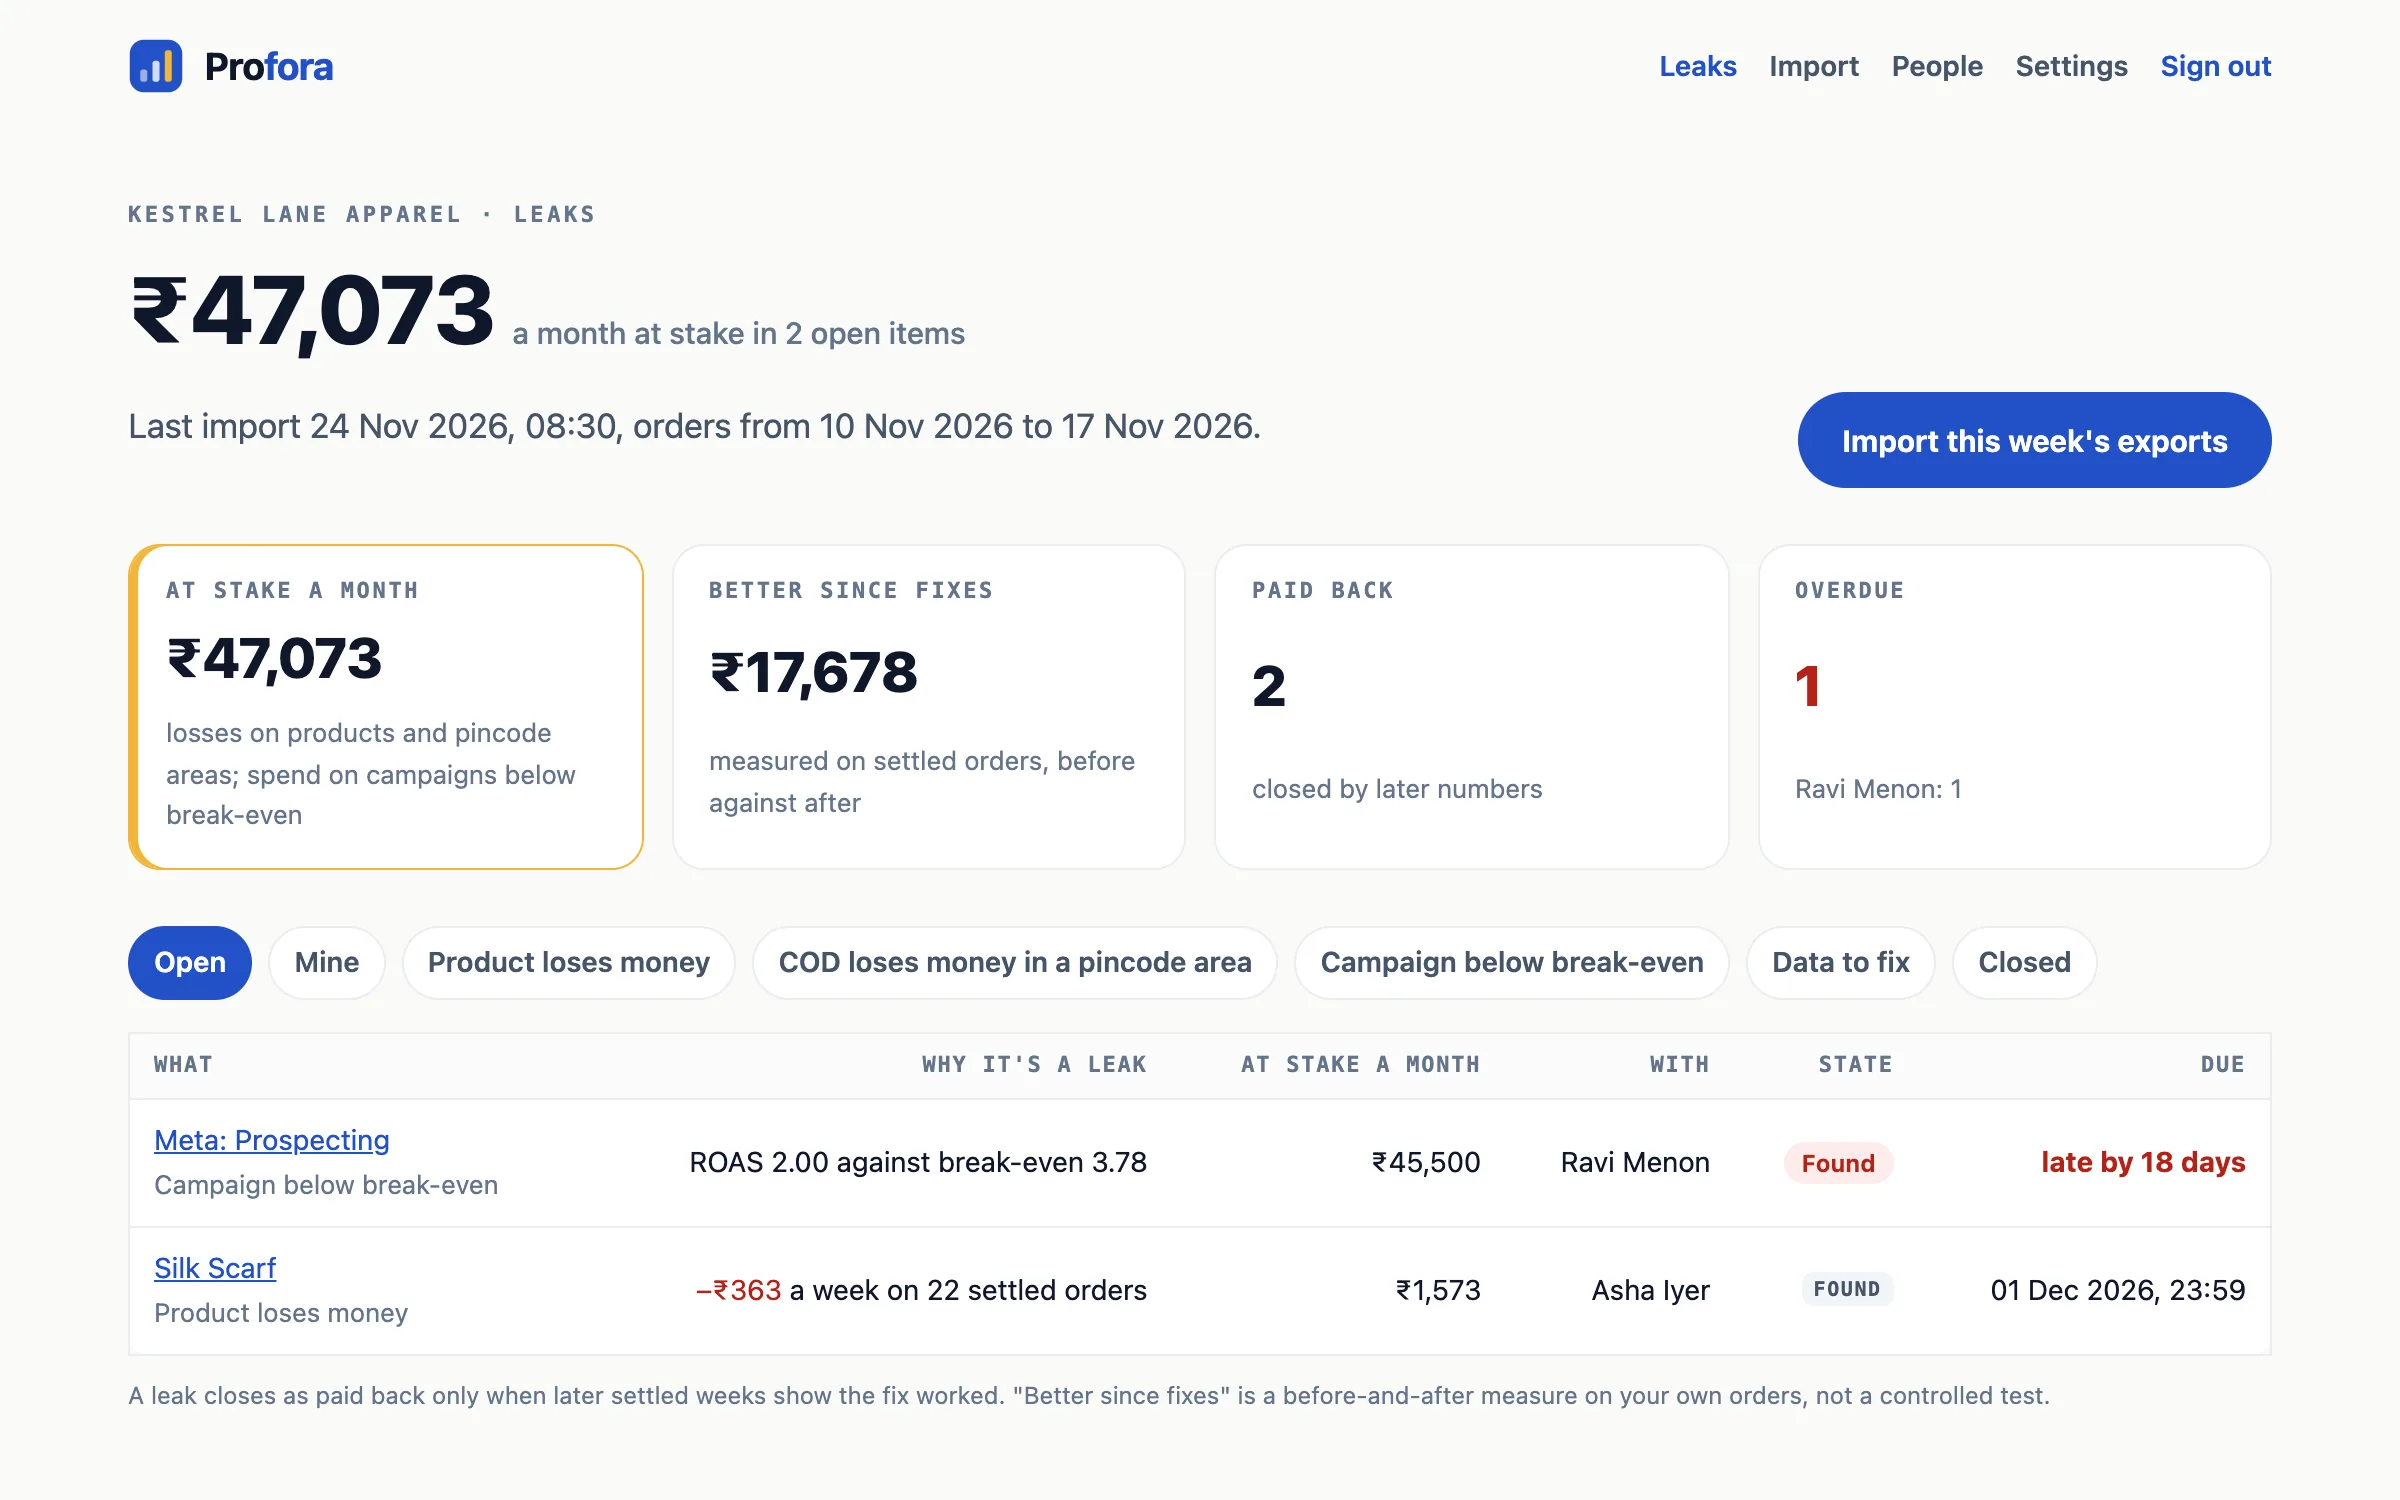 Profora
Leaks Import People Settings Sign out
KESTREL LANE APPAREL · LEAKS
₹47,073 a month at stake in 2 open items
Last import 24 Nov 2026, 08:30, orders from 10 Nov 2026 to 17 Nov 2026.
Import this week's exports
AT STAKE A MONTH
₹47,073
losses on products and pincode
areas; spend on campaigns below
break-even
BETTER SINCE FIXES
₹17,678
measured on settled orders, before
against after
PAID BACK
2
closed by later numbers
OVERDUE
1
Ravi Menon: 1
Open Mine Product loses money COD loses money in a pincode area Campaign below break-even Data to fix Closed
WHAT WHY IT'S A LEAK AT STAKE A MONTH WITH STATE DUE
Meta: Prospecting
Campaign below break-even
ROAS 2.00 against break-even 3.78 ₹45,500 Ravi Menon Found late by 18 days
Silk Scarf
Product loses money
−₹363 a week on 22 settled orders ₹1,573 Asha Iyer FOUND 01 Dec 2026, 23:59
A leak closes as paid back only when later settled weeks show the fix worked. "Better since fixes" is a before-and-after measure on your own orders, not a controlled test.